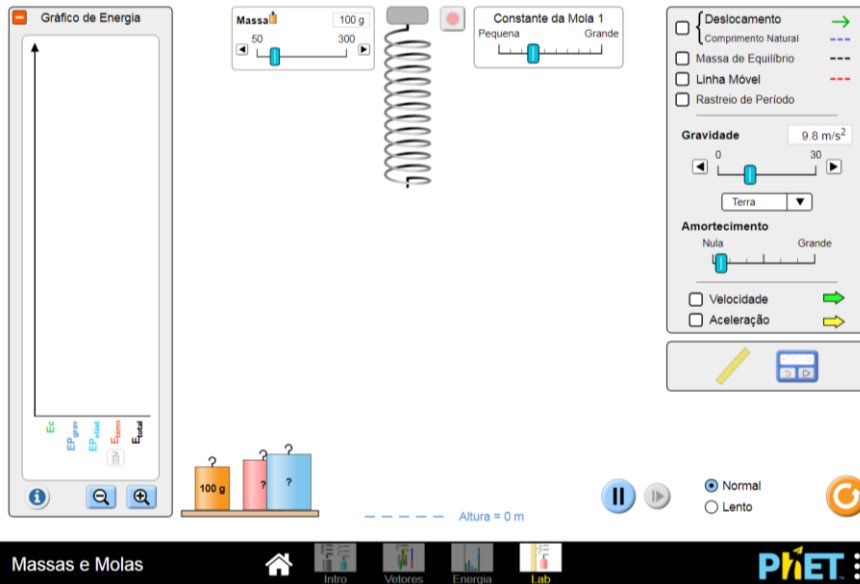 Gráfico de Energia
Ec
EPgrav
EPelást
Etérm
Etotal
Massa
100 g
50
300
Constante da Mola 1
Pequena
Grande
Deslocamento
Comprimento Natural
Massa de Equilíbrio
Linha Móvel
Rastreio de Período
Gravidade
9.8 m/s²
0
30
Terra
Amortecimento
Nula
Grande
Velocidade
Aceleração
100 g
?
?
Altura = 0 m
Normal
Lento
Massas e Molas
Intro
Vetores
Energia
Lab
PhET